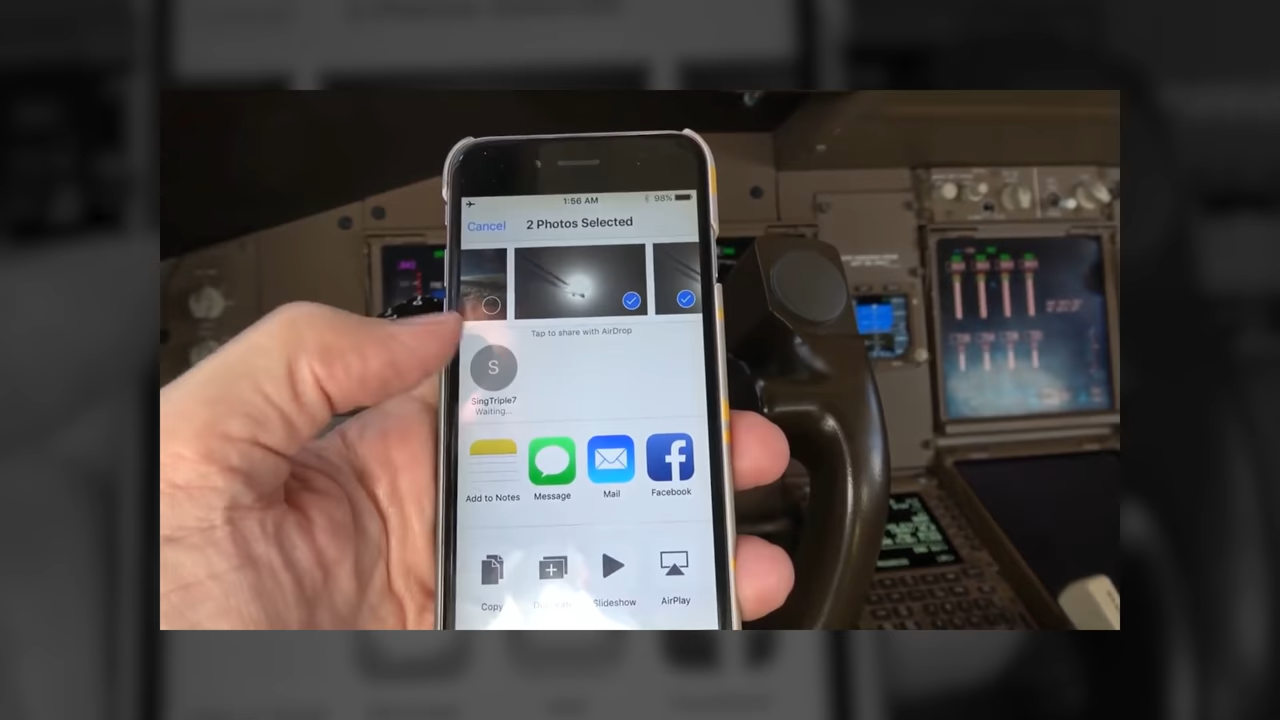 1:56 AM 98%
Cancel 2 Photos Selected
Tap to share with AirDrop
S
SingTriple7
Waiting...
Add to Notes Message Mail Facebook
Copy Slideshow AirPlay